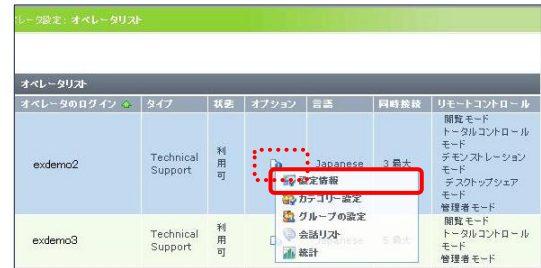 レータ設定：オペレータリスト
オペレータリスト
オペレータのログイン タイプ 状態 オプション 言語 同時接続 リモートコントロール
exdemo2 Technical Support 利用可 Japanese 3 最大
閲覧モード
トータルコントロール
モード
デモンストレーション
モード
デスクトップシェア
モード
管理者モード
設定情報
カテゴリー設定
グループの設定
会話リスト
統計
exdemo3 Technical Support 利用可 5 最大
閲覧モード
トータルコントロール
モード
管理者モード